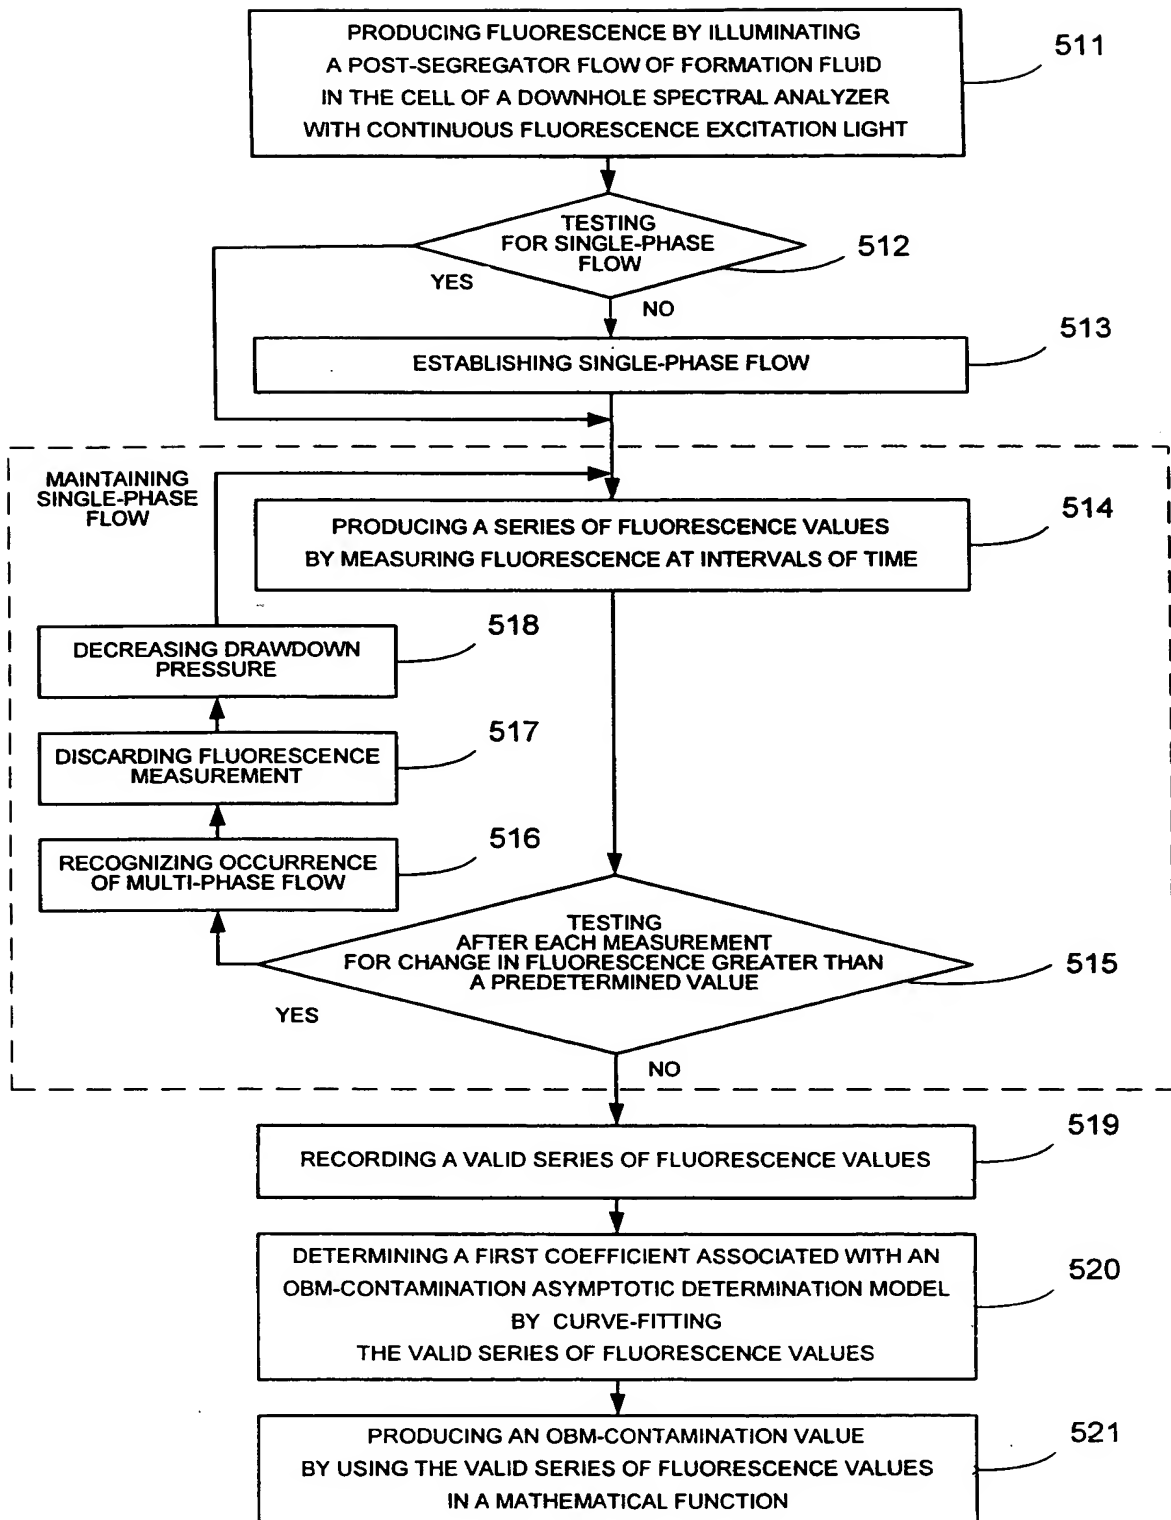 PRODUCING FLUORESCENCE BY ILLUMINATING
A POST-SEGREGATOR FLOW OF FORMATION FLUID
IN THE CELL OF A DOWNHOLE SPECTRAL ANALYZER
WITH CONTINUOUS FLUORESCENCE EXCITATION LIGHT
511
TESTING
FOR SINGLE-PHASE
FLOW
512
YES
NO
513
ESTABLISHING SINGLE-PHASE FLOW
MAINTAINING
SINGLE-PHASE
FLOW
PRODUCING A SERIES OF FLUORESCENCE VALUES
BY MEASURING FLUORESCENCE AT INTERVALS OF TIME
514
DECREASING DRAWDOWN
PRESSURE
518
DISCARDING FLUORESCENCE
MEASUREMENT
517
RECOGNIZING OCCURRENCE
OF MULTI-PHASE FLOW
516
TESTING
AFTER EACH MEASUREMENT
FOR CHANGE IN FLUORESCENCE GREATER THAN
A PREDETERMINED VALUE
515
YES
NO
RECORDING A VALID SERIES OF FLUORESCENCE VALUES
519
DETERMINING A FIRST COEFFICIENT ASSOCIATED WITH AN
OBM-CONTAMINATION ASYMPTOTIC DETERMINATION MODEL
BY CURVE-FITTING
THE VALID SERIES OF FLUORESCENCE VALUES
520
PRODUCING AN OBM-CONTAMINATION VALUE
BY USING THE VALID SERIES OF FLUORESCENCE VALUES
IN A MATHEMATICAL FUNCTION
521